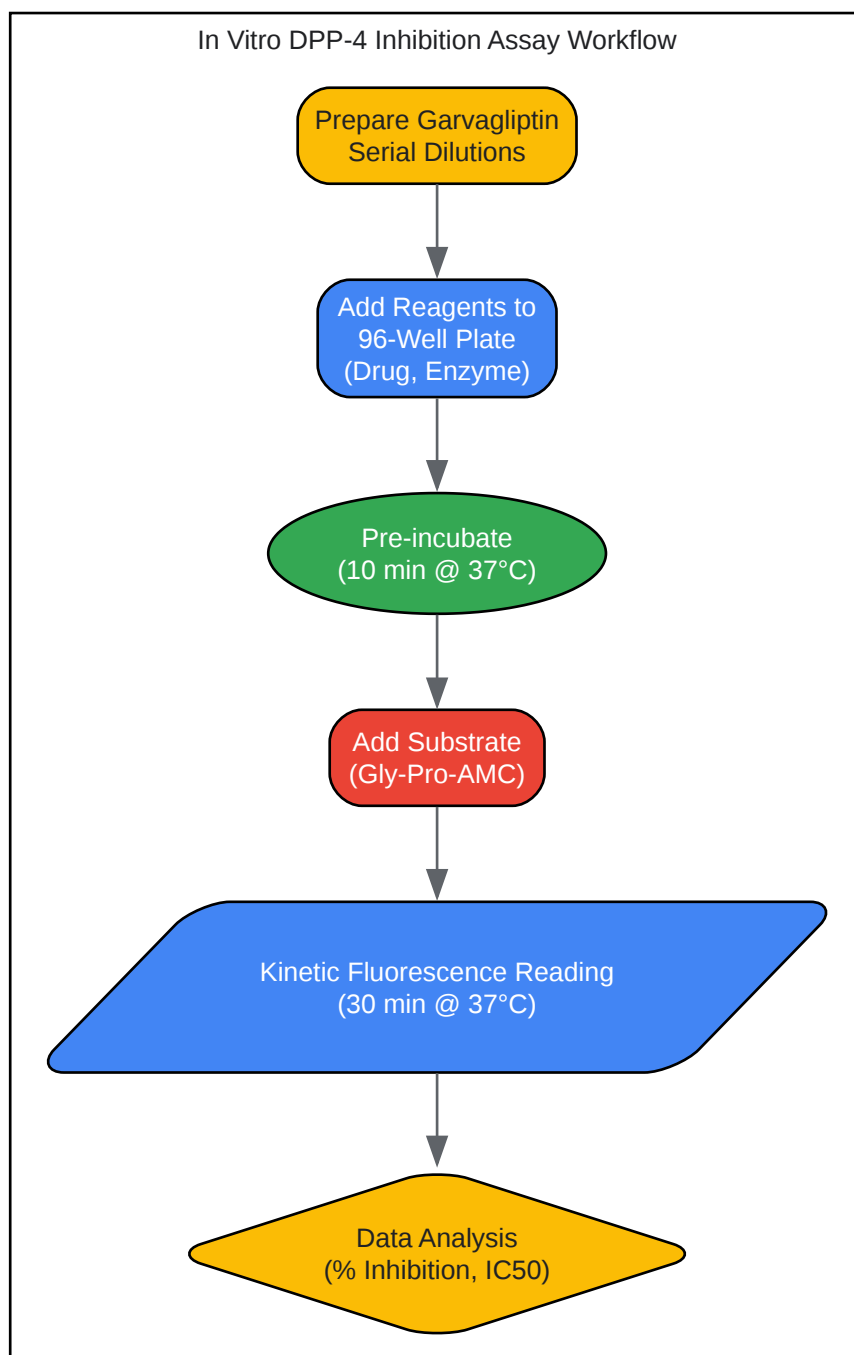 In Vitro DPP-4 Inhibition Assay Workflow
Prepare Garvagliptin
Serial Dilutions
Add Reagents to
96-Well Plate
(Drug, Enzyme)
Pre-incubate
(10 min @ 37°C)
Add Substrate
(Gly-Pro-AMC)
Kinetic Fluorescence Reading
(30 min @ 37°C)
Data Analysis
(% Inhibition, IC50)